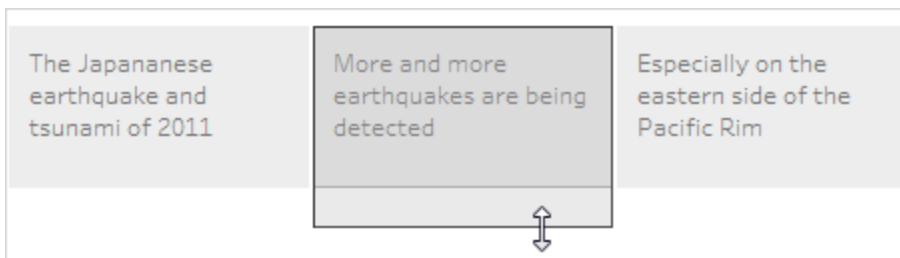 The Japananese
earthquake and
tsunami of 2011
More and more
earthquakes are being
detected
Especially on the
eastern side of the
Pacific Rim